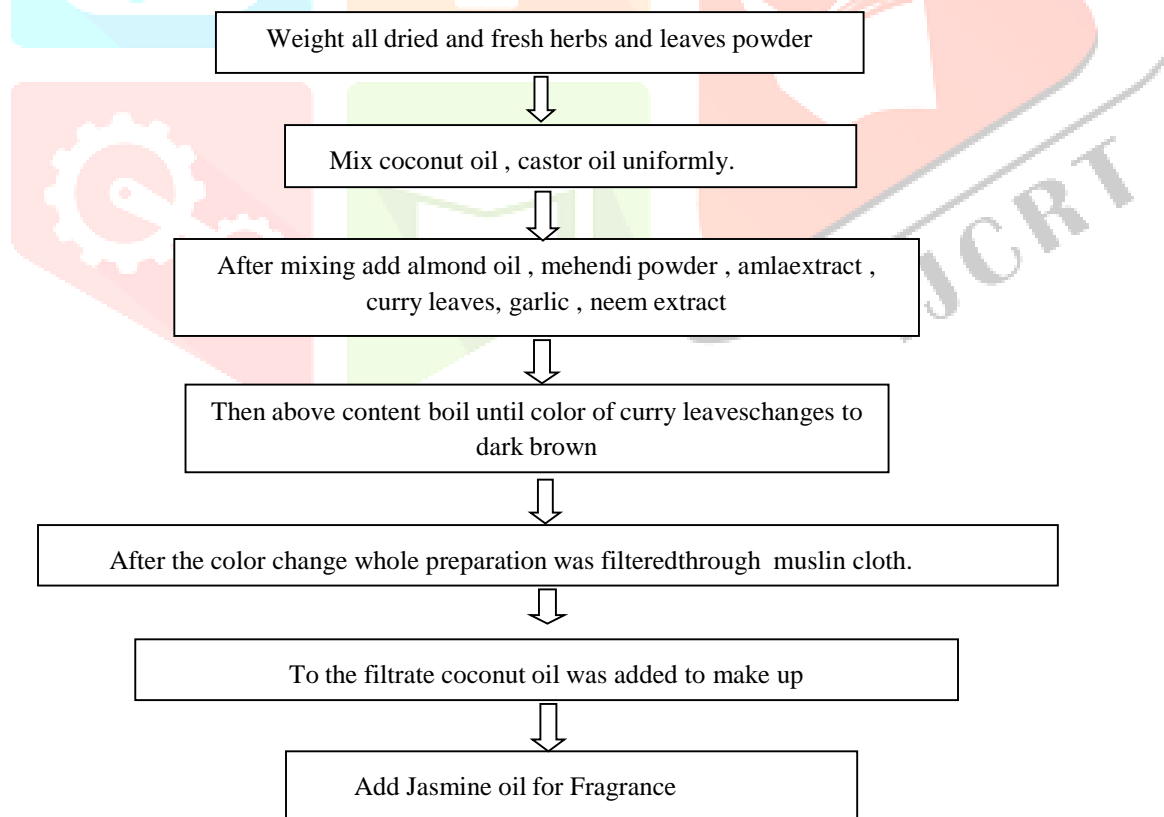 Weight all dried and fresh herbs and leaves powder
Mix coconut oil , castor oil uniformly.
After mixing add almond oil , mehendi powder , amlaextract ,
curry leaves, garlic , neem extract
Then above content boil until color of curry leaveschanges to
dark brown
After the color change whole preparation was filteredthrough muslin cloth.
To the filtrate coconut oil was added to make up
Add Jasmine oil for Fragrance
JCRT